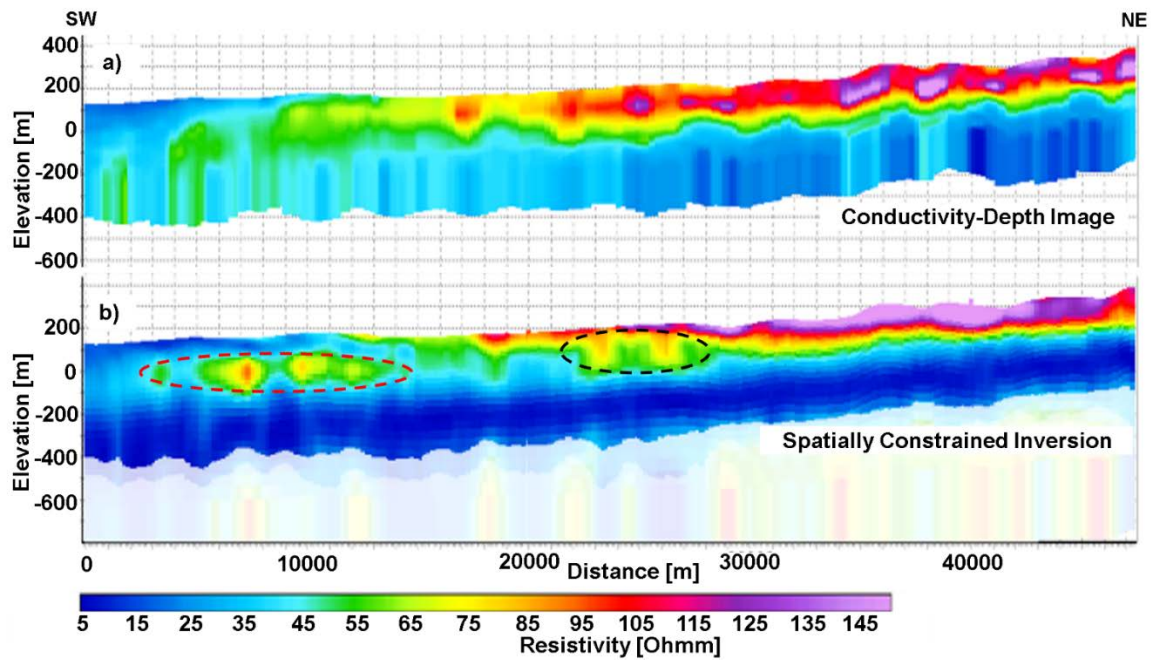 SW NE
400
a)
200
0
-200
-400
-600
Elevation [m]
Conductivity-Depth Image
b)
200
0
-200
-400
-600
Elevation [m]
Spatially Constrained Inversion
0 10000 20000 30000 40000
Distance [m]
5 15 25 35 45 55 65 75 85 95 105 115 125 135 145
Resistivity [Ohmm]